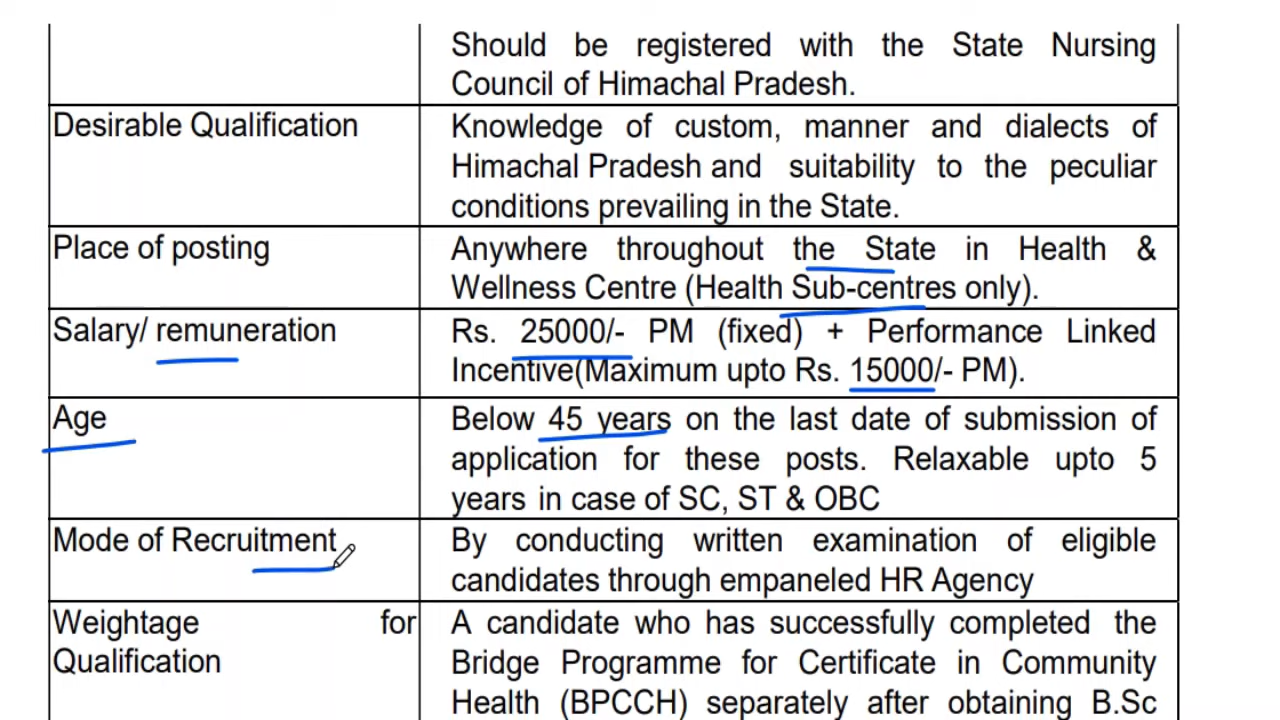 Should be registered with the State Nursing
Council of Himachal Pradesh.
Desirable Qualification
Knowledge of custom, manner and dialects of
Himachal Pradesh and suitability to the peculiar
conditions prevailing in the State.
Place of posting
Anywhere throughout the State in Health &
Wellness Centre (Health Sub-centres only).
Salary/ remuneration
Rs. 25000/- PM (fixed) + Performance Linked
Incentive(Maximum upto Rs. 15000/- PM).
Age
Below 45 years on the last date of submission of
application for these posts. Relaxable upto 5
years in case of SC, ST & OBC
Mode of Recruitment
By conducting written examination of eligible
candidates through empaneled HR Agency
Weightage for
Qualification
A candidate who has successfully completed the
Bridge Programme for Certificate in Community
Health (BPCCH) separately after obtaining B.Sc